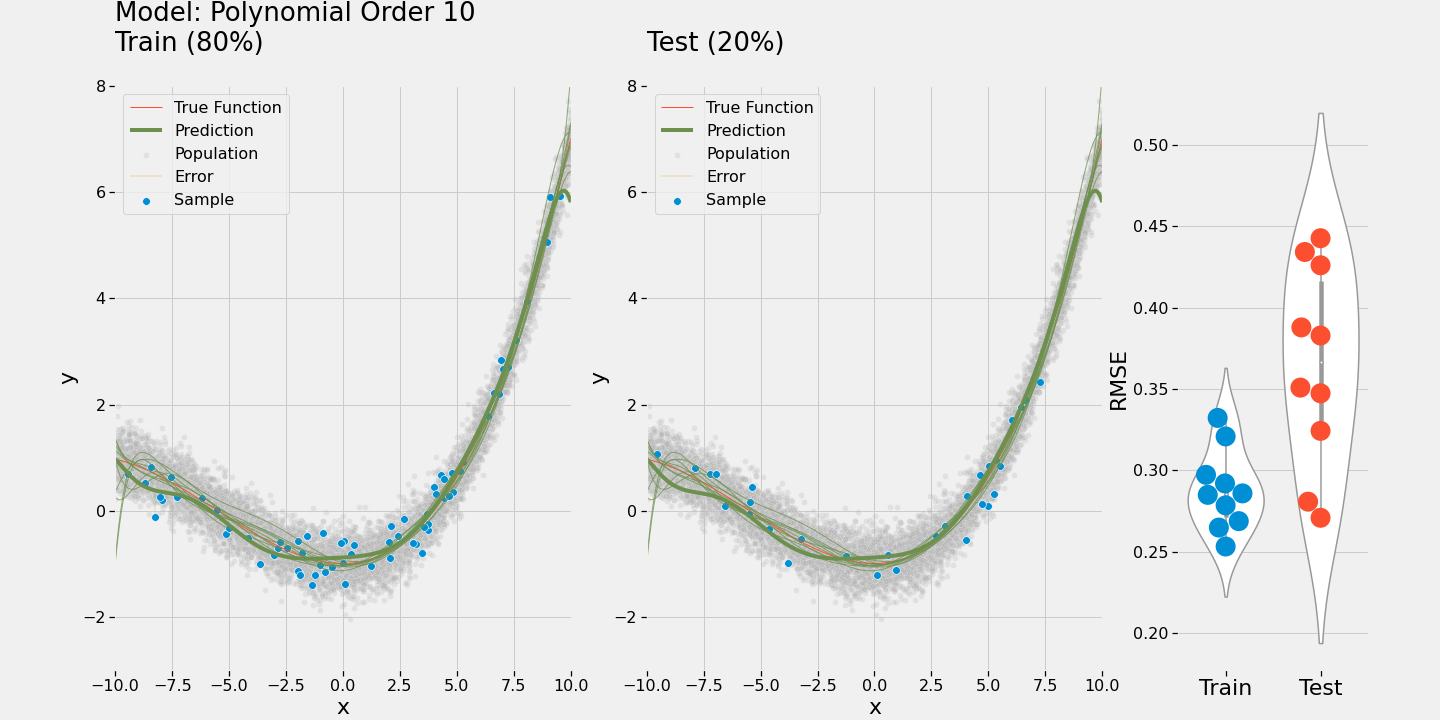 Model: Polynomial Order 10
Train (80%)
Test (20%)
8
6
4
2
0
−2
y
True Function
Prediction
Population
Error
Sample
−10.0 −7.5 −5.0 −2.5 0.0 2.5 5.0 7.5 10.0
x
8
6
4
2
0
−2
y
True Function
Prediction
Population
Error
Sample
−10.0 −7.5 −5.0 −2.5 0.0 2.5 5.0 7.5 10.0
x
0.50
0.45
0.40
0.35
0.30
0.25
0.20
RMSE
Train Test